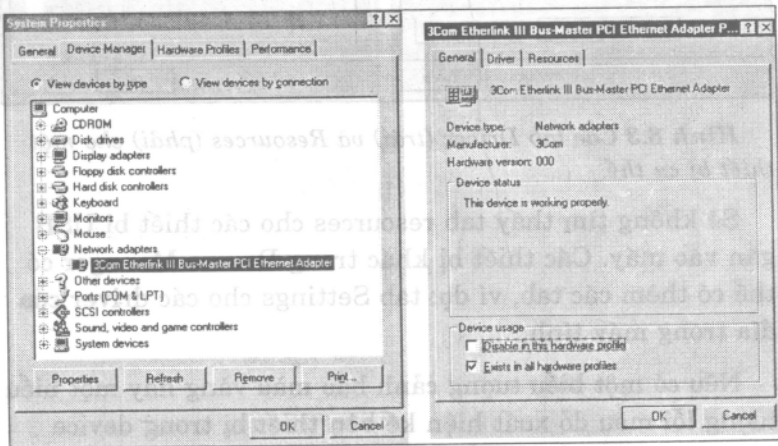 System Properties
General Device Manager Hardware Profiles Performance
View devices by type View devices by connection
Computer
CDROM
Disk drives
Display adapters
Floppy disk controllers
Hard disk controllers
Keyboard
Monitors
Mouse
Network adapters
3Com Etherlink III Bus-Master PCI Ethernet Adapter
Other devices
Ports (COM & LPT)
SCSI controllers
Sound, video and game controllers
System devices
Properties Refresh Remove Print
OK Cancel
3Com Etherlink III Bus-Master PCI Ethernet Adapter P...
General Driver Resources
3Com Etherlink III Bus-Master PCI Ethernet Adapter
Device type: Network adapters
Manufacturer: 3Com
Hardware version: 000
Device status
This device is working properly.
Device usage
Disable in this hardware profile
Exists in all hardware profiles
OK Cancel